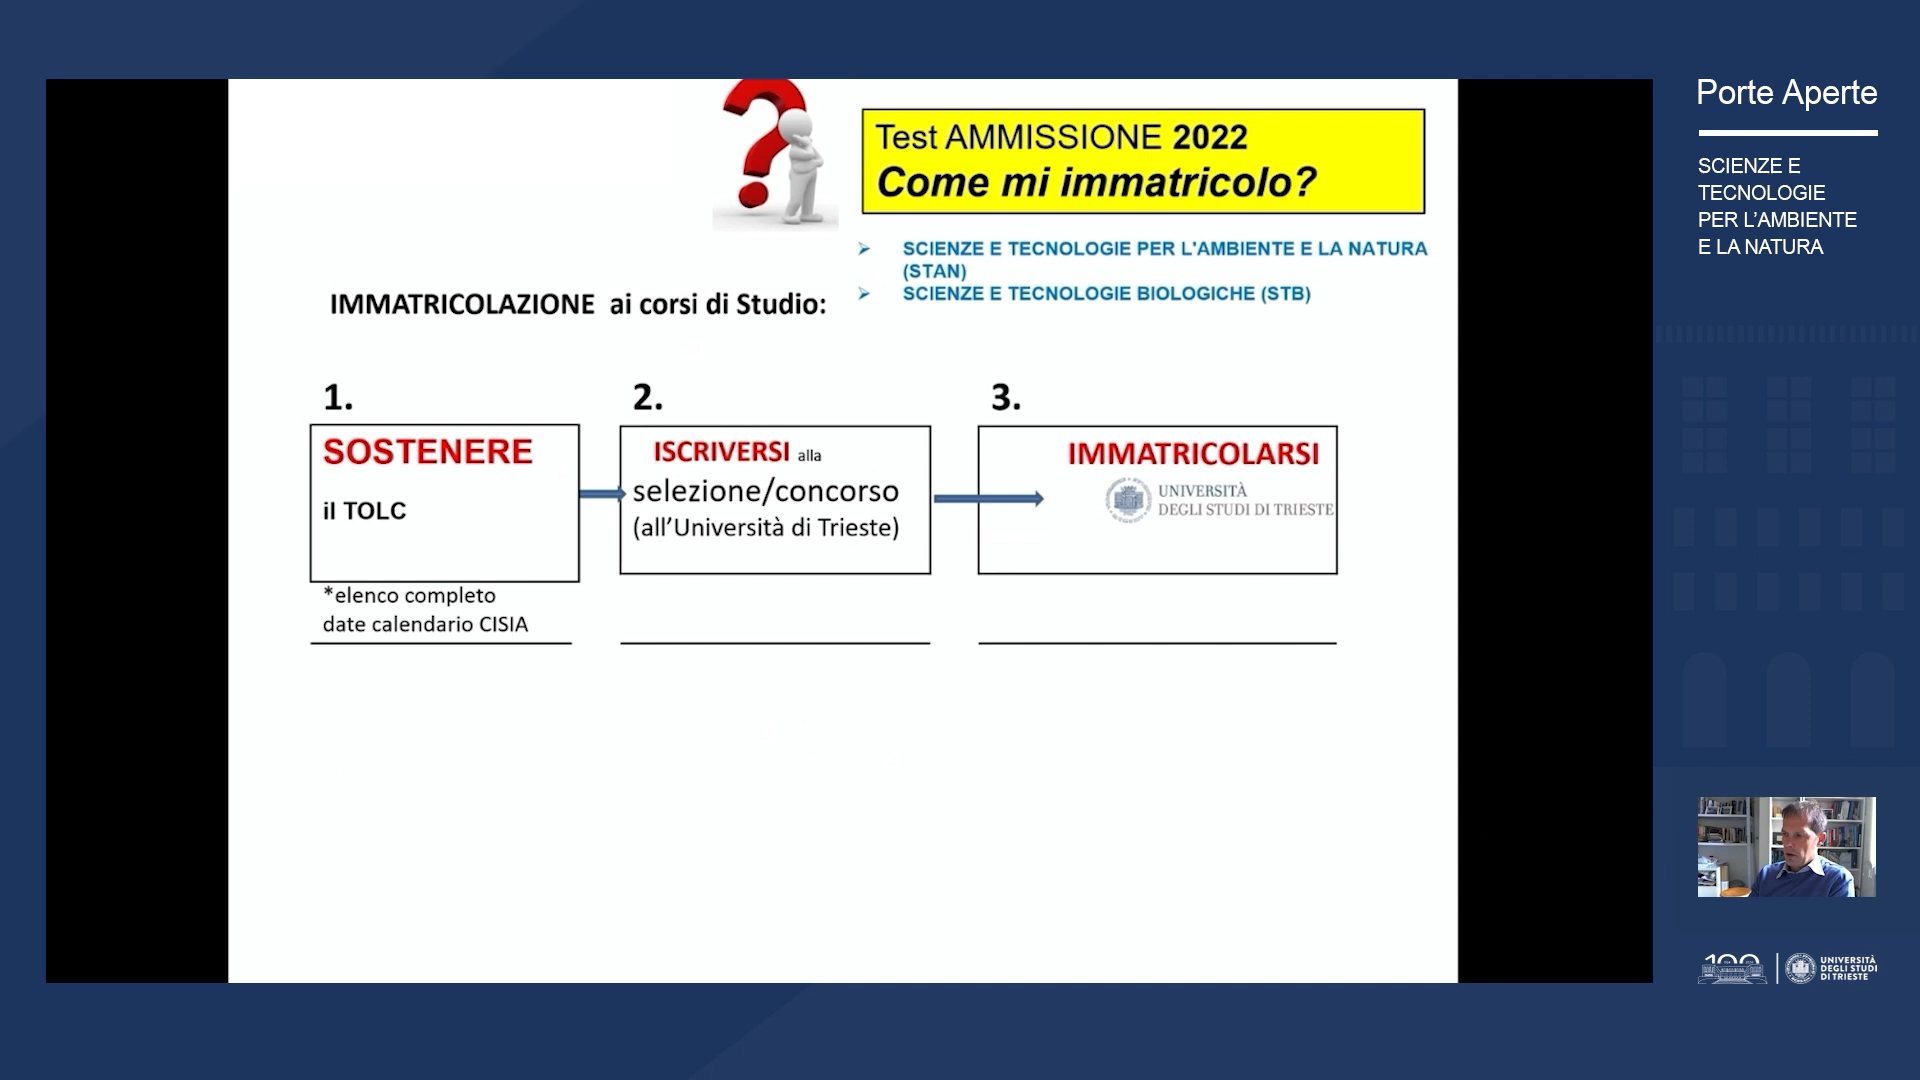 Test AMMISSIONE 2022
Come mi immatricolo?
SCIENZE E TECNOLOGIE PER L'AMBIENTE E LA NATURA
(STAN)
SCIENZE E TECNOLOGIE BIOLOGICHE (STB)
IMMATRICOLAZIONE ai corsi di Studio:
1.
SOSTENERE
il TOLC
*elenco completo
date calendario CISIA
2.
ISCRIVERSI alla
selezione/concorso
(all'Università di Trieste)
3.
IMMATRICOLARSI
UNIVERSITÀ
DEGLI STUDI DI TRIESTE
Porte Aperte
SCIENZE E
TECNOLOGIE
PER L'AMBIENTE
E LA NATURA
100
UNIVERSITÀ
DEGLI STUDI
DI TRIESTE